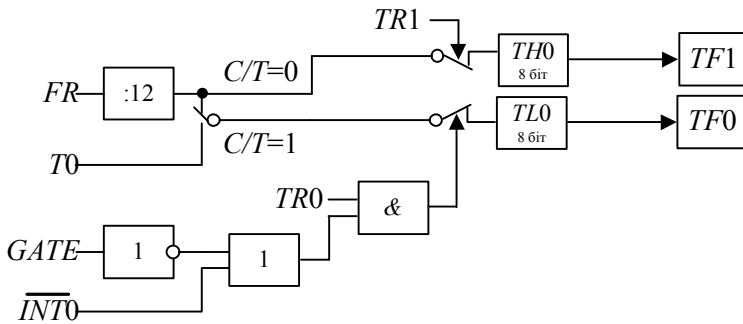 TR1
TH0
8 біт
TF1
C/T=0
FR
:12
TL0
8 біт
TF0
C/T=1
T0
TR0
&
GATE
1
1
INT0